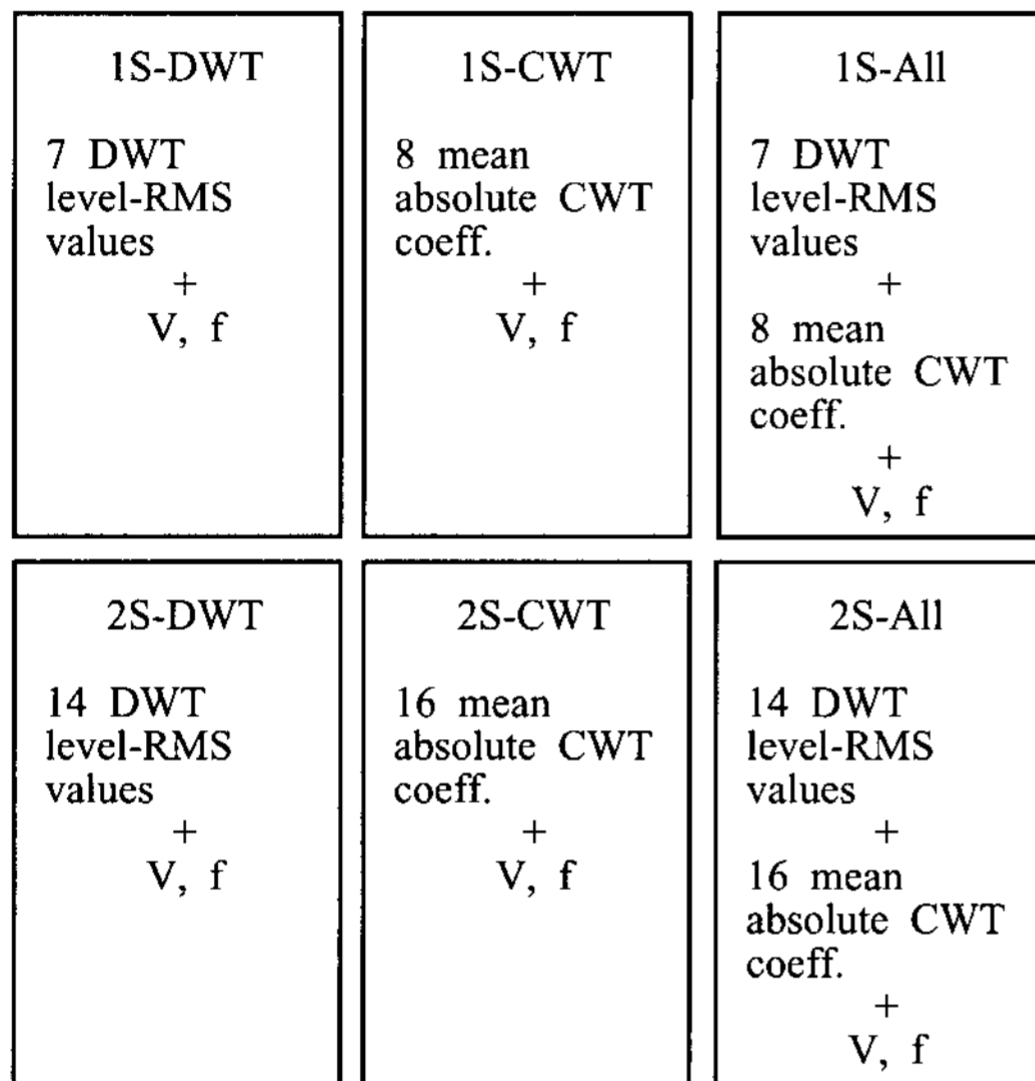 1S-DWT
7 DWT
level-RMS
values
+
V, f
1S-CWT
8 mean
absolute CWT
coeff.
+
V, f
1S-All
7 DWT
level-RMS
values
+
8 mean
absolute CWT
coeff.
+
V, f
2S-DWT
14 DWT
level-RMS
values
+
V, f
2S-CWT
16 mean
absolute CWT
coeff.
+
V, f
2S-All
14 DWT
level-RMS
values
+
16 mean
absolute CWT
coeff.
+
V, f